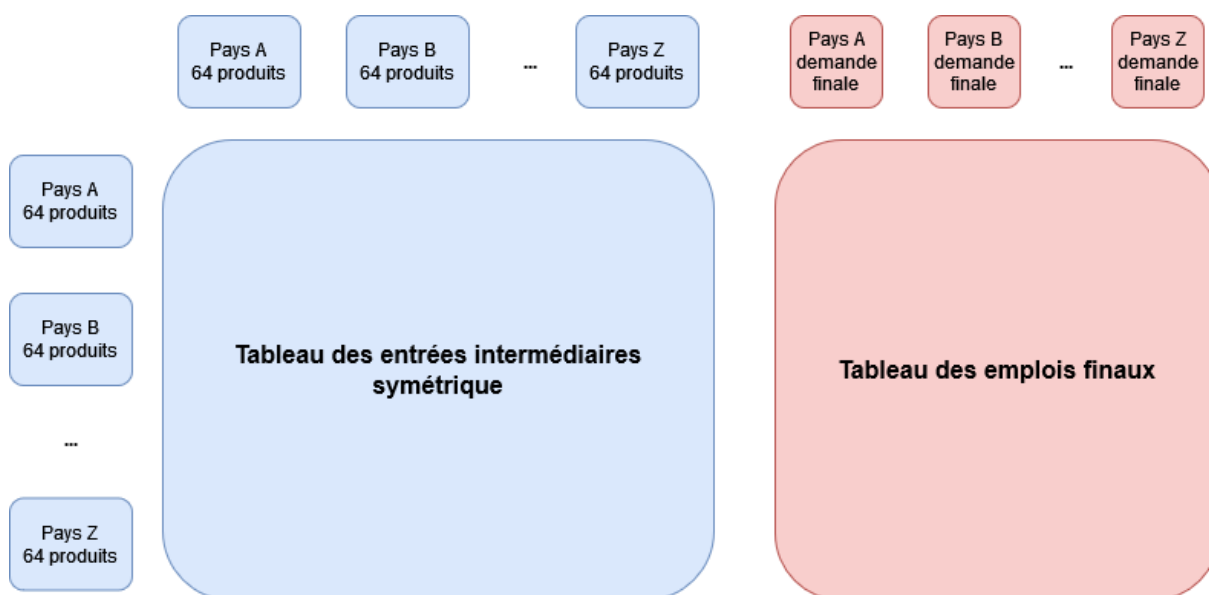 Pays A
64 produits
Pays B
64 produits
...
Pays Z
64 produits
Pays A
demande
finale
Pays B
demande
finale
...
Pays Z
demande
finale
Pays A
64 produits
Pays B
64 produits
...
Pays Z
64 produits
Tableau des entrées intermédiaires
symétrique
Tableau des emplois finaux